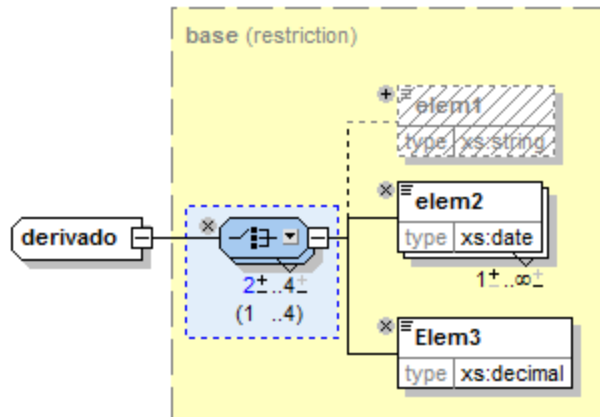 base (restriction)
elem1
type xs:string
elem2
type xs:date
1±..∞±
derivado
2±..4±
(1 ..4)
Elem3
type xs:decimal